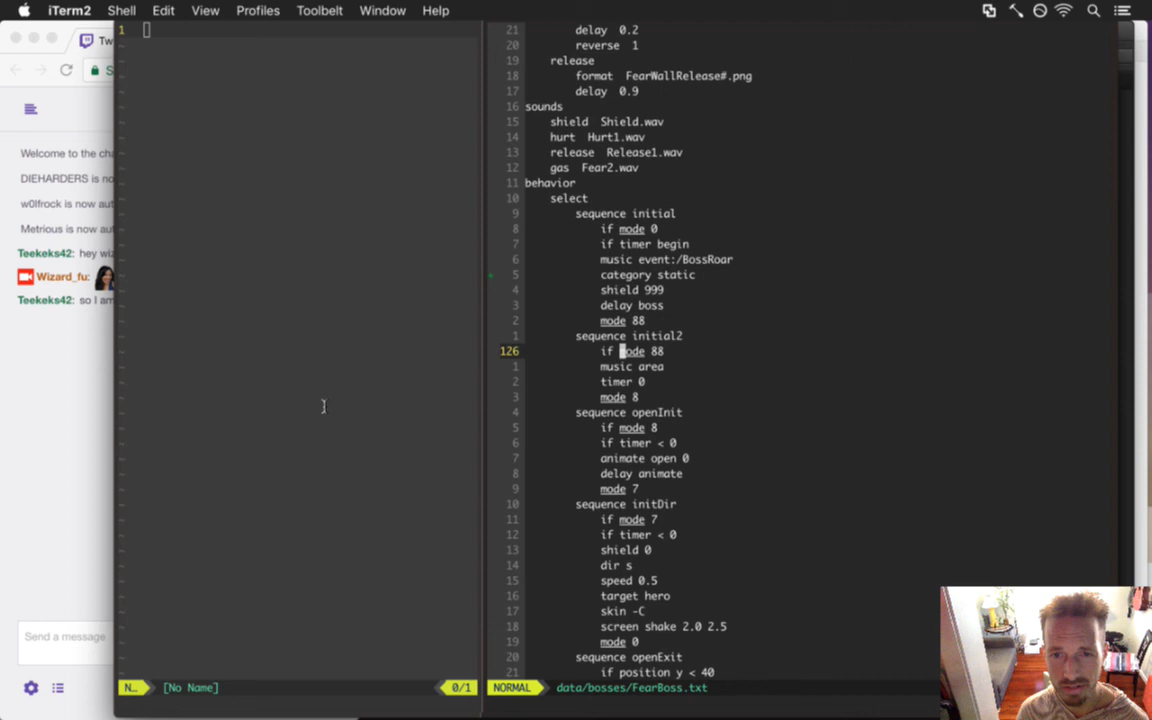 iTerm2 Shell Edit View Profiles Toolbelt Window Help
Tw
S
Welcome to the cha
DIEHARDERS is no
w0lfrock is now aut
Metrious is now aut
Teekeks42: hey wiz
Wizard_fu:
Teekeks42: so I am
Send a message
1
N... [No Name] 0/1
21 delay 0.2
20 reverse 1
19 release
18 format FearWallRelease#.png
17 delay 0.9
16 sounds
15 shield Shield.wav
14 hurt Hurt1.wav
13 release Release1.wav
12 gas Fear2.wav
11 behavior
10 select
9 sequence initial
8 if mode 0
7 if timer begin
6 music event:/BossRoar
5 category static
4 shield 999
3 delay boss
2 mode 88
1 sequence initial2
126 if mode 88
1 music area
2 timer 0
3 mode 8
4 sequence openInit
5 if mode 8
6 if timer < 0
7 animate open 0
8 delay animate
9 mode 7
10 sequence initDir
11 if mode 7
12 if timer < 0
13 shield 0
14 dir s
15 speed 0.5
16 target hero
17 skin -C
18 screen shake 2.0 2.5
19 mode 0
20 sequence openExit
21 if position y < 40
NORMAL data/bosses/FearBoss.txt